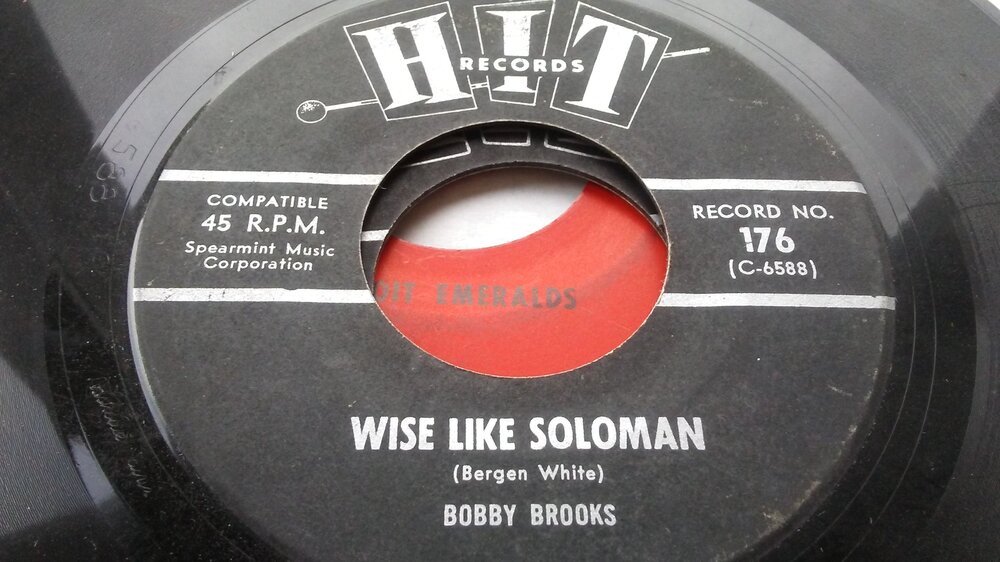 HIT
RECORDS
COMPATIBLE
45 R.P.M.
Spearmint Music
Corporation
RECORD NO.
176
(C-6588)
OIT EMERALDS
WISE LIKE SOLOMAN
(Bergen White)
BOBBY BROOKS